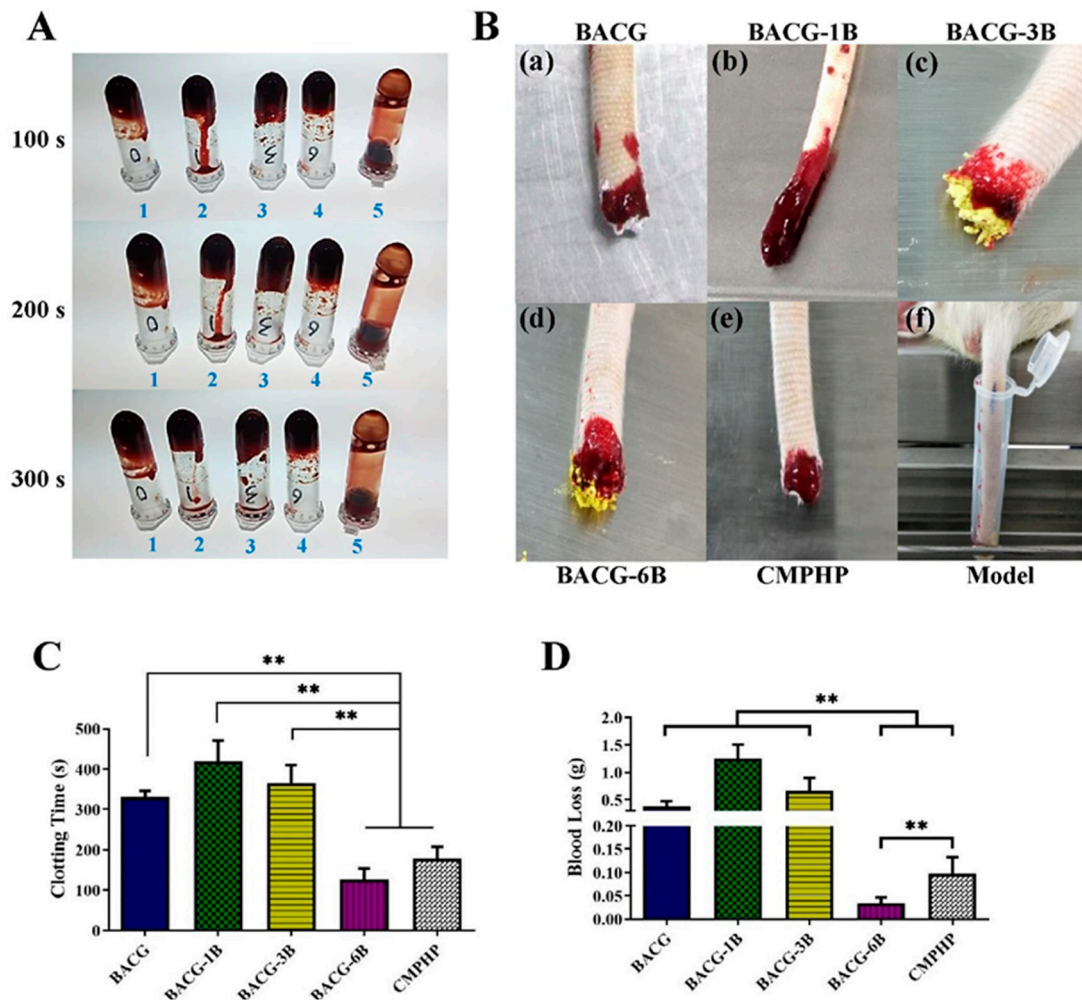 A
100 s
0 1 3 6
1 2 3 4 5
200 s
0 1 3 6
1 2 3 4 5
300 s
0 1 3 6
1 2 3 4 5
B
BACG BACG-1B BACG-3B
(a) (b) (c)
(d) (e) (f)
BACG-6B CMPHP Model
C
**
**
**
Clotting Time (s)
500
400
300
200
100
0
BACG BACG-1B BACG-3B BACG-6B CMPHP
D
**
**
Blood Loss (g)
2.0
1.5
1.0
0.5
0.20
0.15
0.10
0.05
0.00
BACG BACG-1B BACG-3B BACG-6B CMPHP